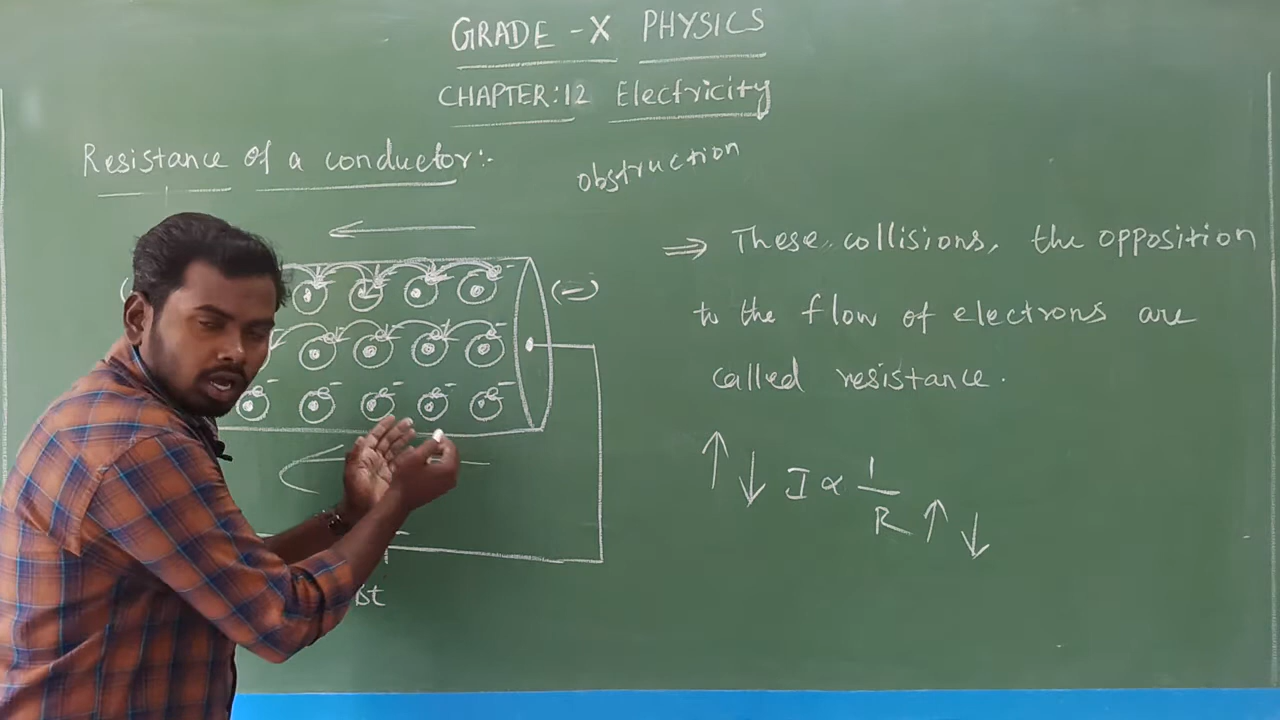 GRADE - X PHYSICS
CHAPTER:12 Electricity
Resistance of a conductor:-
obstruction
(-)
e- e- e- e-
e- e- e- e-
e- e- e- e- e-
⇒ These collisions, the opposition
to the flow of electrons are
called resistance.
↑ ↓ I ∝ 1/R ↑ ↓